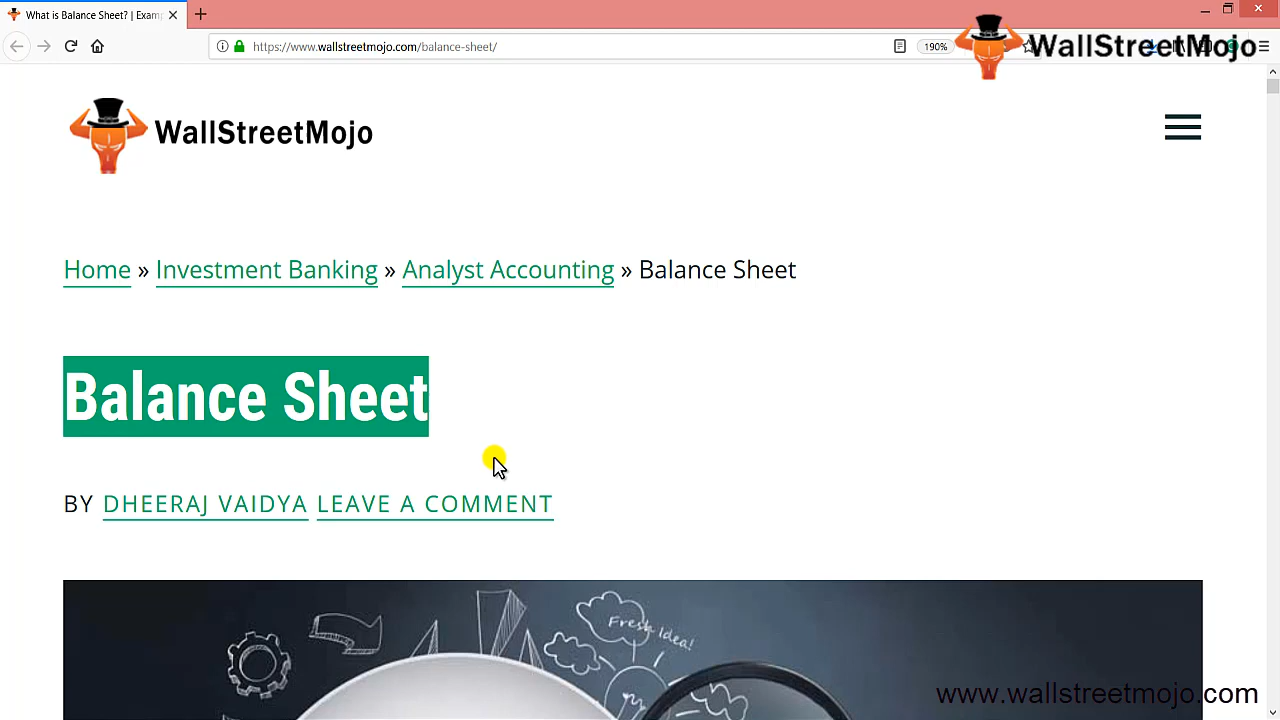 What is Balance Sheet? | Examp
https://www.wallstreetmojo.com/balance-sheet/
190%
WallStreetMojo
WallStreetMojo
Home » Investment Banking » Analyst Accounting » Balance Sheet
Balance Sheet
BY DHEERAJ VAIDYA LEAVE A COMMENT
Fresh Idea!
www.wallstreetmojo.com